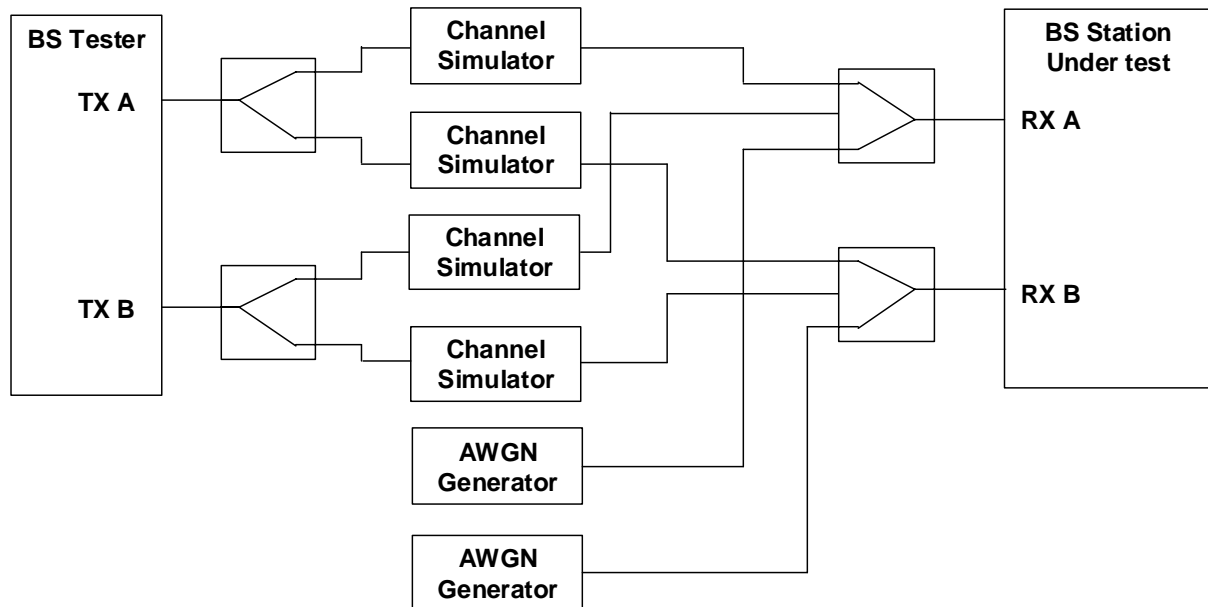 BS Tester
TX A
TX B
Channel
Simulator
Channel
Simulator
Channel
Simulator
Channel
Simulator
AWGN
Generator
AWGN
Generator
BS Station
Under test
RX A
RX B